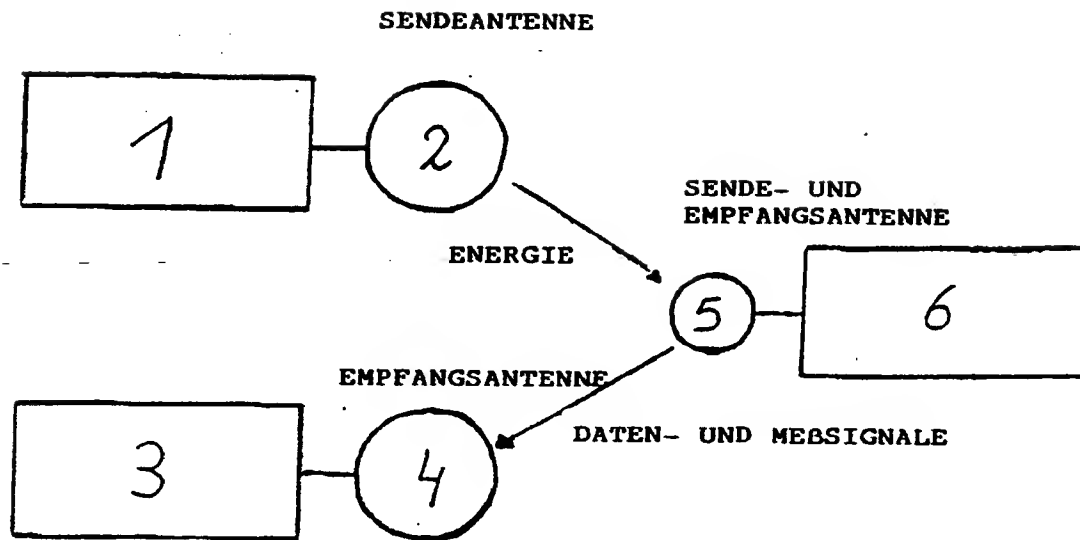 SENDEANTENNE
1
2
SENDE- UND
EMPFANGSANTENNE
ENERGIE
5
6
EMPFANGSANTENNE
DATEN- UND MEßSIGNALE
3
4